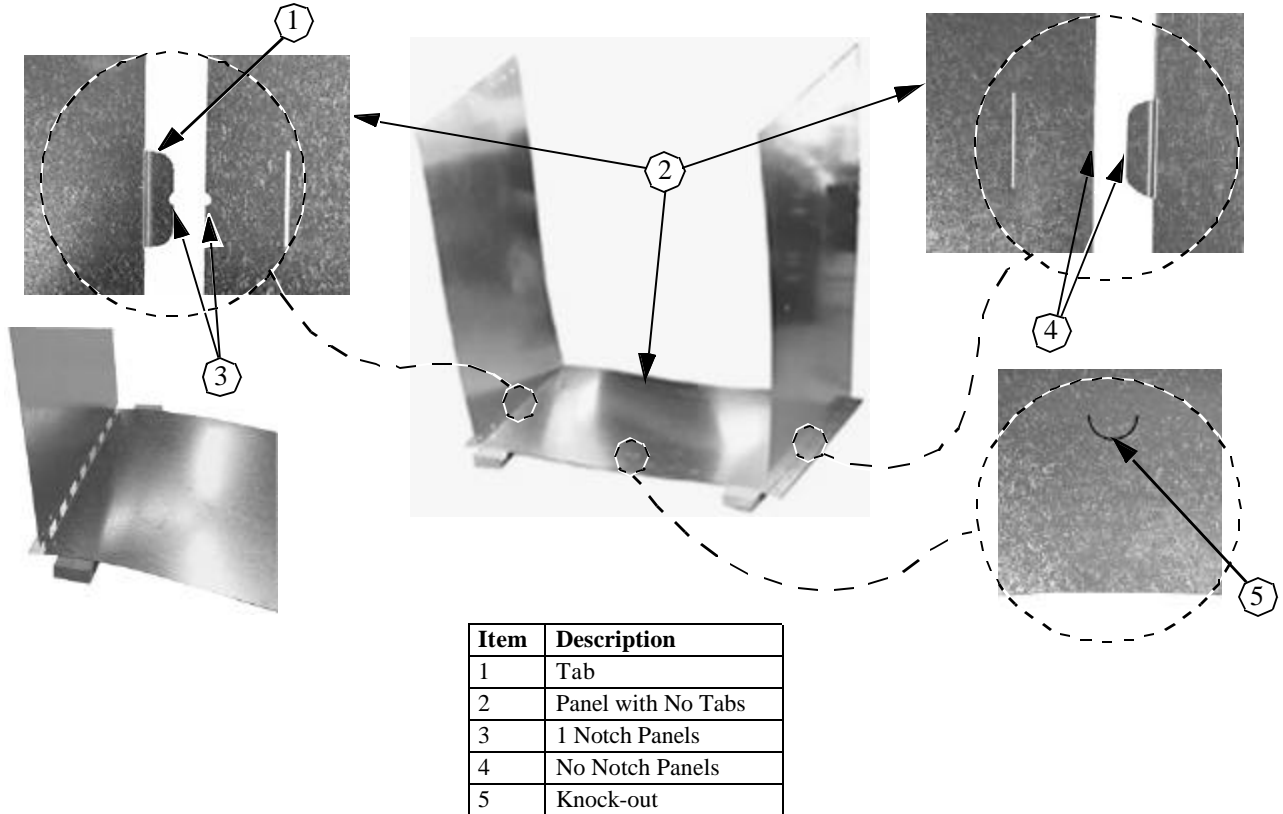 1
2
3
4
5
Item Description
1 Tab
2 Panel with No Tabs
3 1 Notch Panels
4 No Notch Panels
5 Knock-out